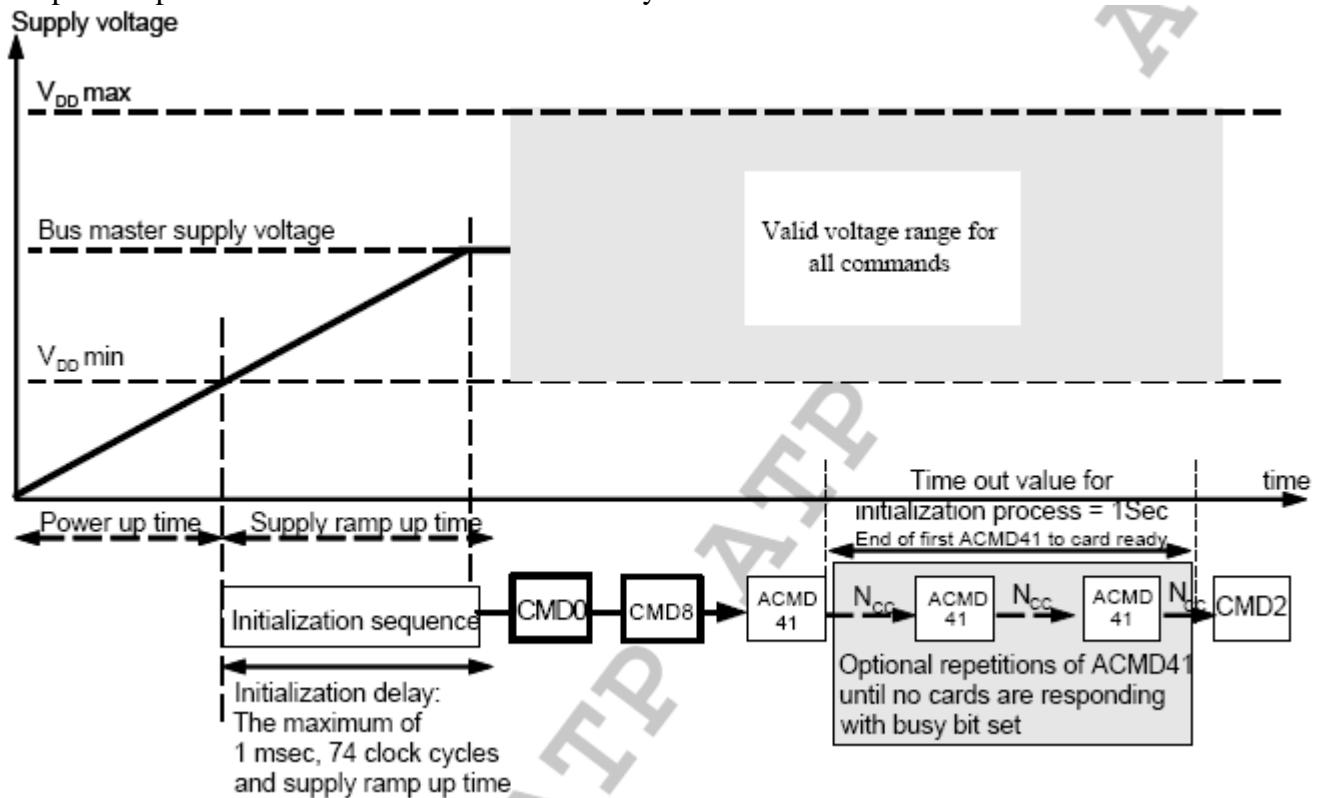 Supply voltage
V_DD max
Bus master supply voltage
Valid voltage range for
all commands
V_DD min
Time out value for
initialization process = 1Sec
End of first ACMD41 to card ready
time
Power up time
Supply ramp up time
Initialization sequence
CMD0
CMD8
ACMD
41
N_CC
ACMD
41
N_CC
ACMD
41
N_CC
CMD2
Optional repetitions of ACMD41
until no cards are responding
with busy bit set
Initialization delay:
The maximum of
1 msec, 74 clock cycles
and supply ramp up time
ATP
ATP